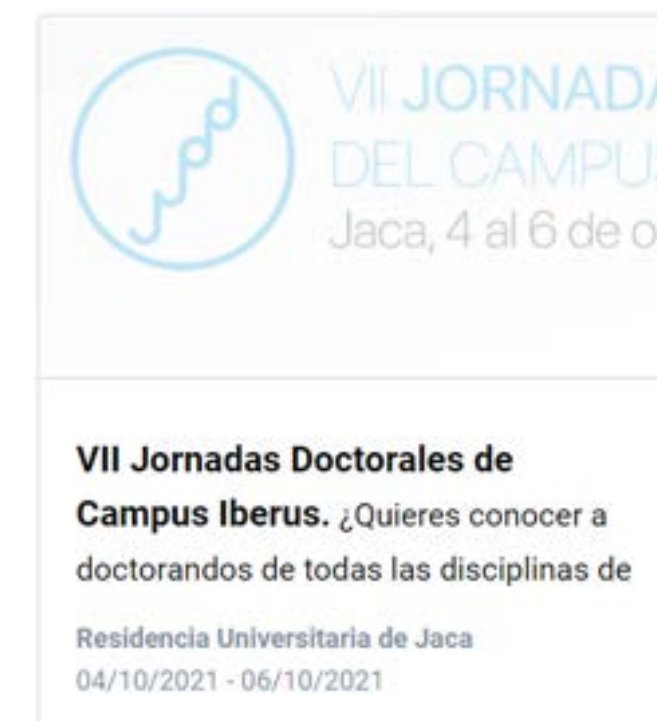 VII JORNADA
DEL CAMPUS
Jaca, 4 al 6 de o
VII Jornadas Doctorales de
Campus Iberus. ¿Quieres conocer a
doctorandos de todas las disciplinas de
Residencia Universitaria de Jaca
04/10/2021 - 06/10/2021